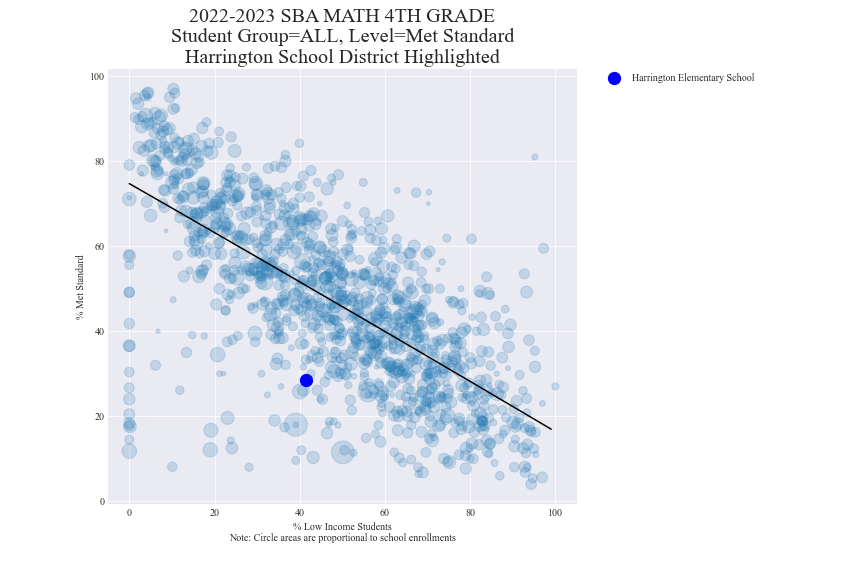 2022-2023 SBA MATH 4TH GRADE
Student Group=ALL, Level=Met Standard
Harrington School District Highlighted
Harrington Elementary School
100
80
60
40
20
0
% Met Standard
0 20 40 60 80 100
% Low Income Students
Note: Circle areas are proportional to school enrollments